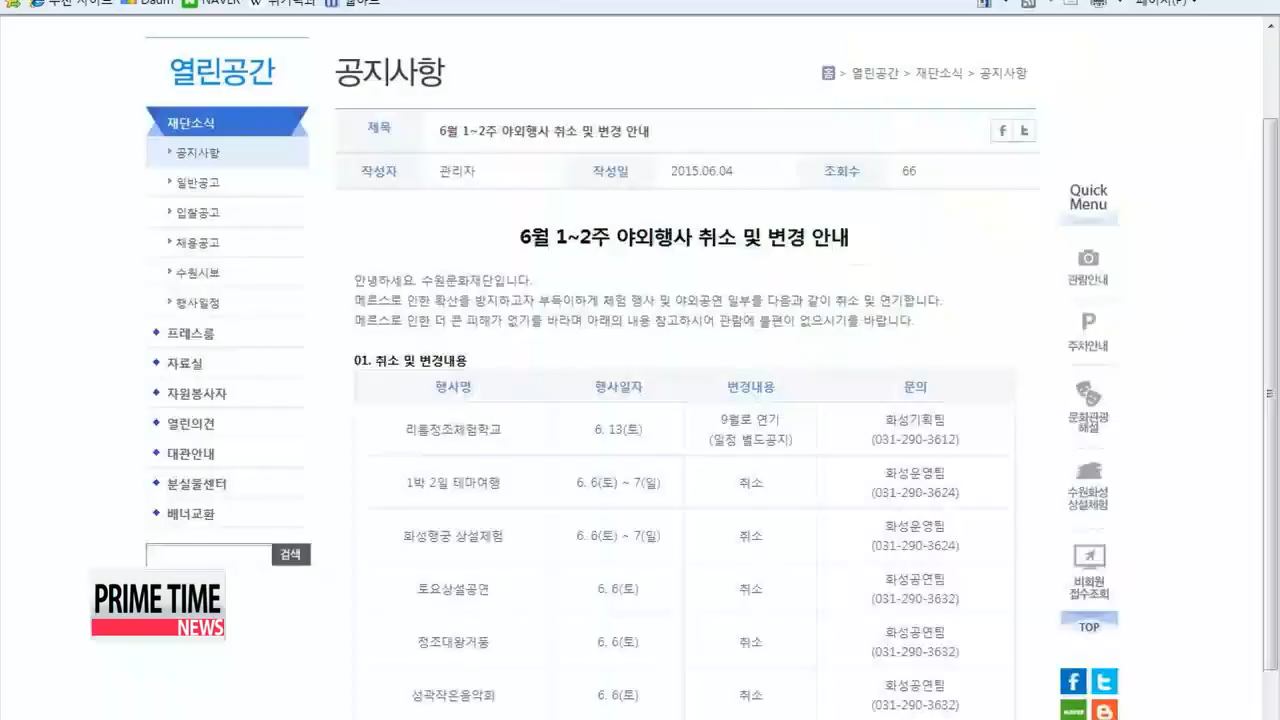 Daum
NAVER
페이지(P)
열린공간
공지사항
> 열린공간 > 재단소식 > 공지사항
재단소식
공지사항
일반공고
입찰공고
채용공고
수원시보
행사일정
프레스룸
자료실
자원봉사자
열린의견
대관안내
분실물센터
배너교환
검색
제목
6월 1~2주 야외행사 취소 및 변경 안내
작성자
관리자
작성일
2015.06.04
조회수
66
6월 1~2주 야외행사 취소 및 변경 안내
안녕하세요. 수원문화재단입니다.
메르스로 인한 확산을 방지하고자 부득이하게 체험 행사 및 야외공연 일부를 다음과 같이 취소 및 연기합니다.
메르스로 인한 더 큰 피해가 없기를 바라며 아래의 내용 참고하시어 관람에 불편이 없으시기를 바랍니다.
01. 취소 및 변경내용
행사명 행사일자 변경내용 문의
리틀정조체험학교 6. 13(토) 9월로 연기 (일정 별도공지) 화성기획팀 (031-290-3612)
1박 2일 테마여행 6. 6(토) ~ 7(일) 취소 화성운영팀 (031-290-3624)
화성행궁 상설체험 6. 6(토) ~ 7(일) 취소 화성운영팀 (031-290-3624)
토요상설공연 6. 6(토) 취소 화성공연팀 (031-290-3632)
정조대왕거둥 6. 6(토) 취소 화성공연팀 (031-290-3632)
성곽작은음악회 6. 6(토) 취소 화성공연팀 (031-290-3632)
Quick
Menu
관람안내
P
주차안내
문화관광
해설
수원화성
상설체험
비회원
접수조회
TOP
PRIME TIME
NEWS